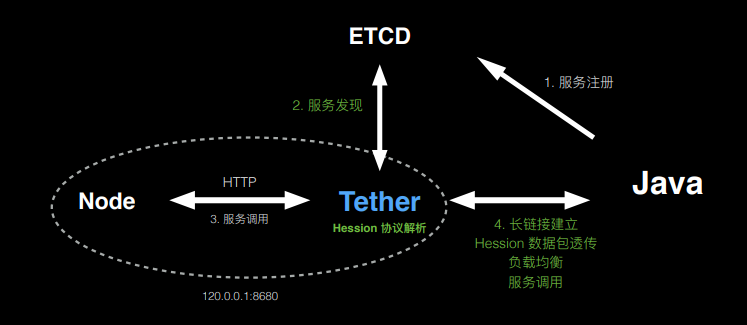 ETCD
1. 服务注册
2. 服务发现
Java
HTTP
Node
Tether
3. 服务调用
Hession 协议解析
4. 长链接建立
Hession 数据包透传
负载均衡
服务调用
120.0.0.1:8680